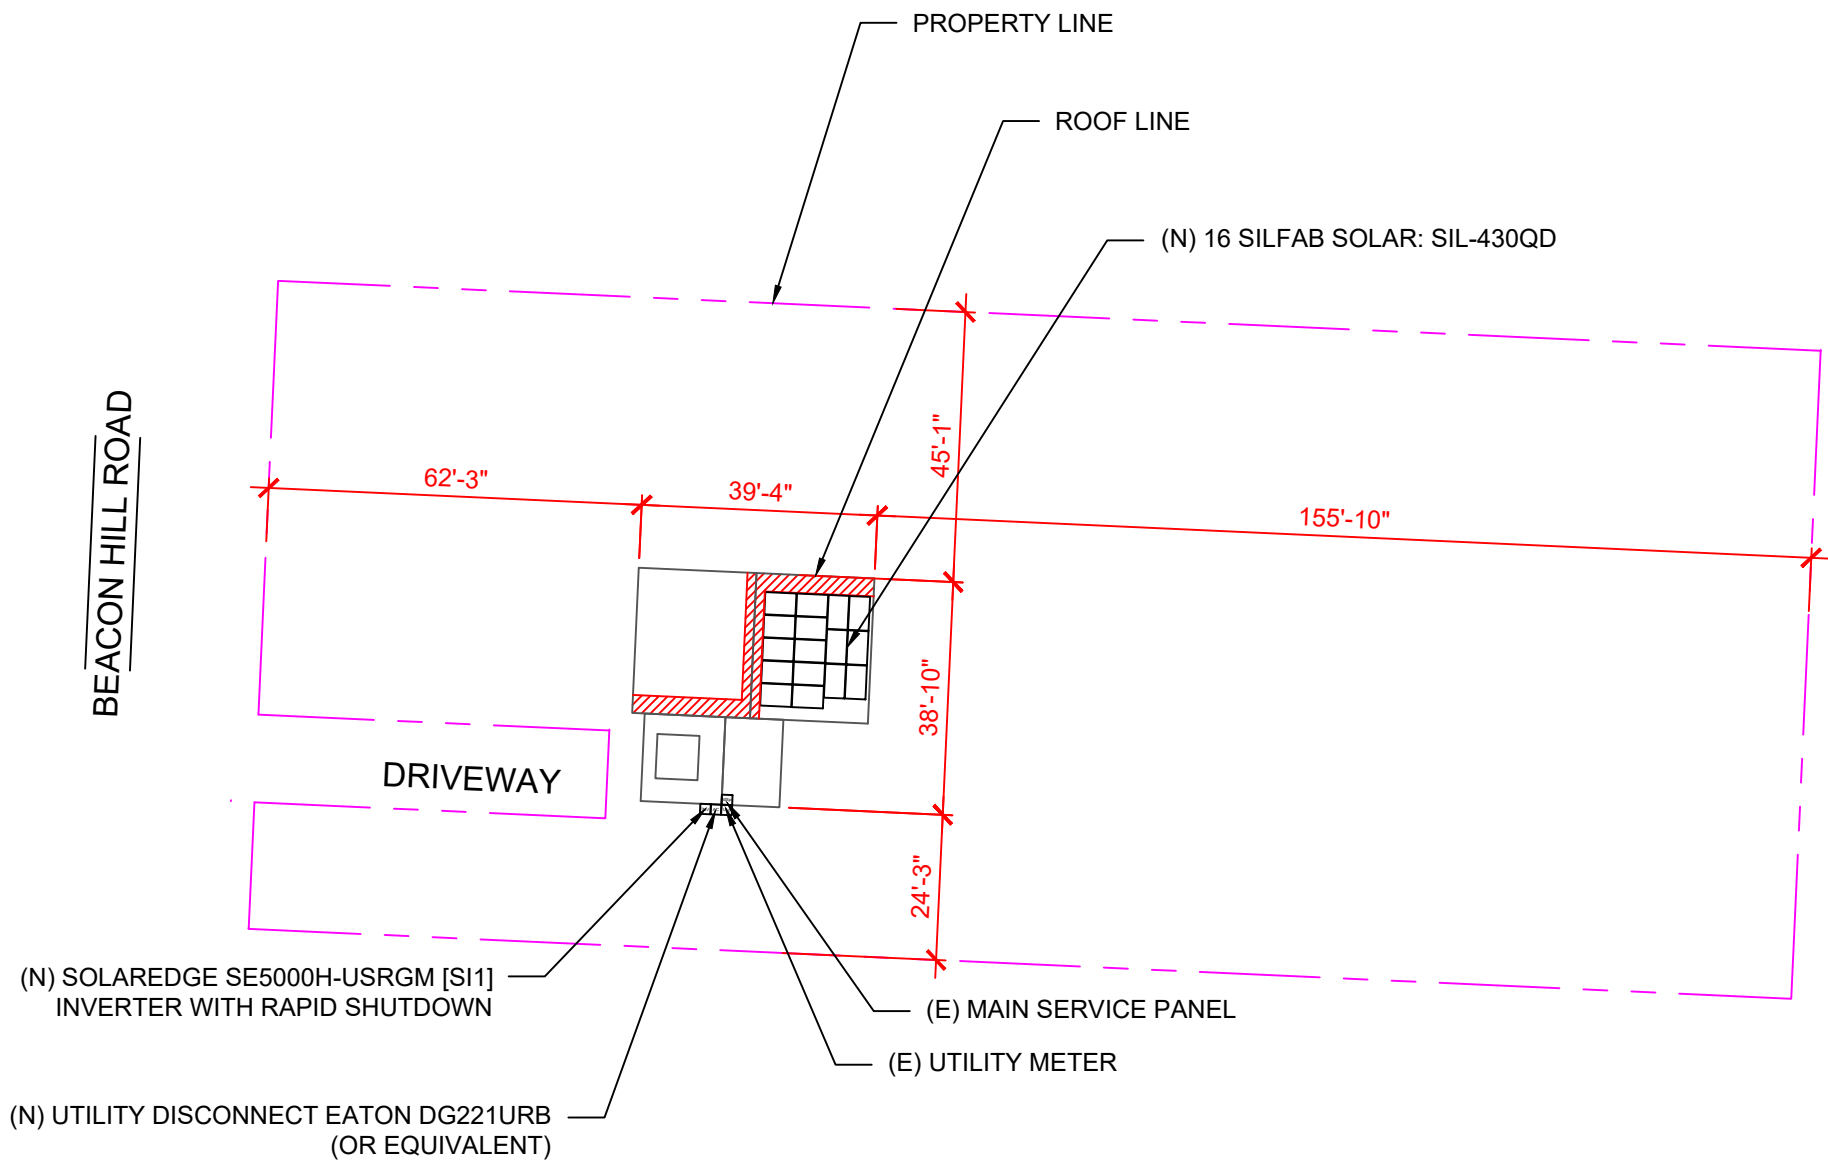 PROPERTY LINE
ROOF LINE
(N) 16 SILFAB SOLAR: SIL-430QD
BEACON HILL ROAD
62'-3"
39'-4"
45'-1"
155'-10"
38'-10"
DRIVEWAY
24'-3"
(N) SOLAREDGE SE5000H-USRGM [SI1]
INVERTER WITH RAPID SHUTDOWN
(E) MAIN SERVICE PANEL
(E) UTILITY METER
(N) UTILITY DISCONNECT EATON DG221URB
(OR EQUIVALENT)